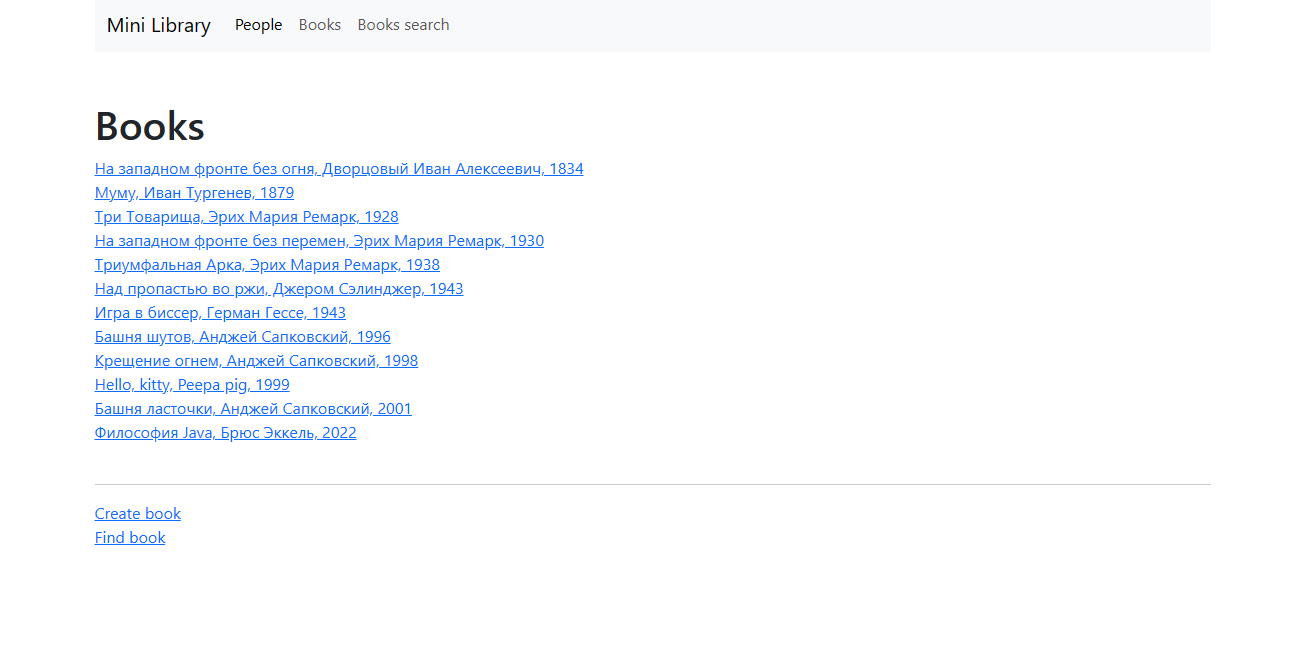 Mini Library People Books Books search
Books
На западном фронте без огня, Дворцовый Иван Алексеевич, 1834
Муму, Иван Тургенев, 1879
Три Товарища, Эрих Мария Ремарк, 1928
На западном фронте без перемен, Эрих Мария Ремарк, 1930
Триумфальная Арка, Эрих Мария Ремарк, 1938
Над пропастью во ржи, Джером Сэлинджер, 1943
Игра в биссер, Герман Гессе, 1943
Башня шутов, Анджей Сапковский, 1996
Крещение огнем, Анджей Сапковский, 1998
Hello, kitty, Peepa pig, 1999
Башня ласточки, Анджей Сапковский, 2001
Философия Java, Брюс Эккель, 2022
Create book
Find book